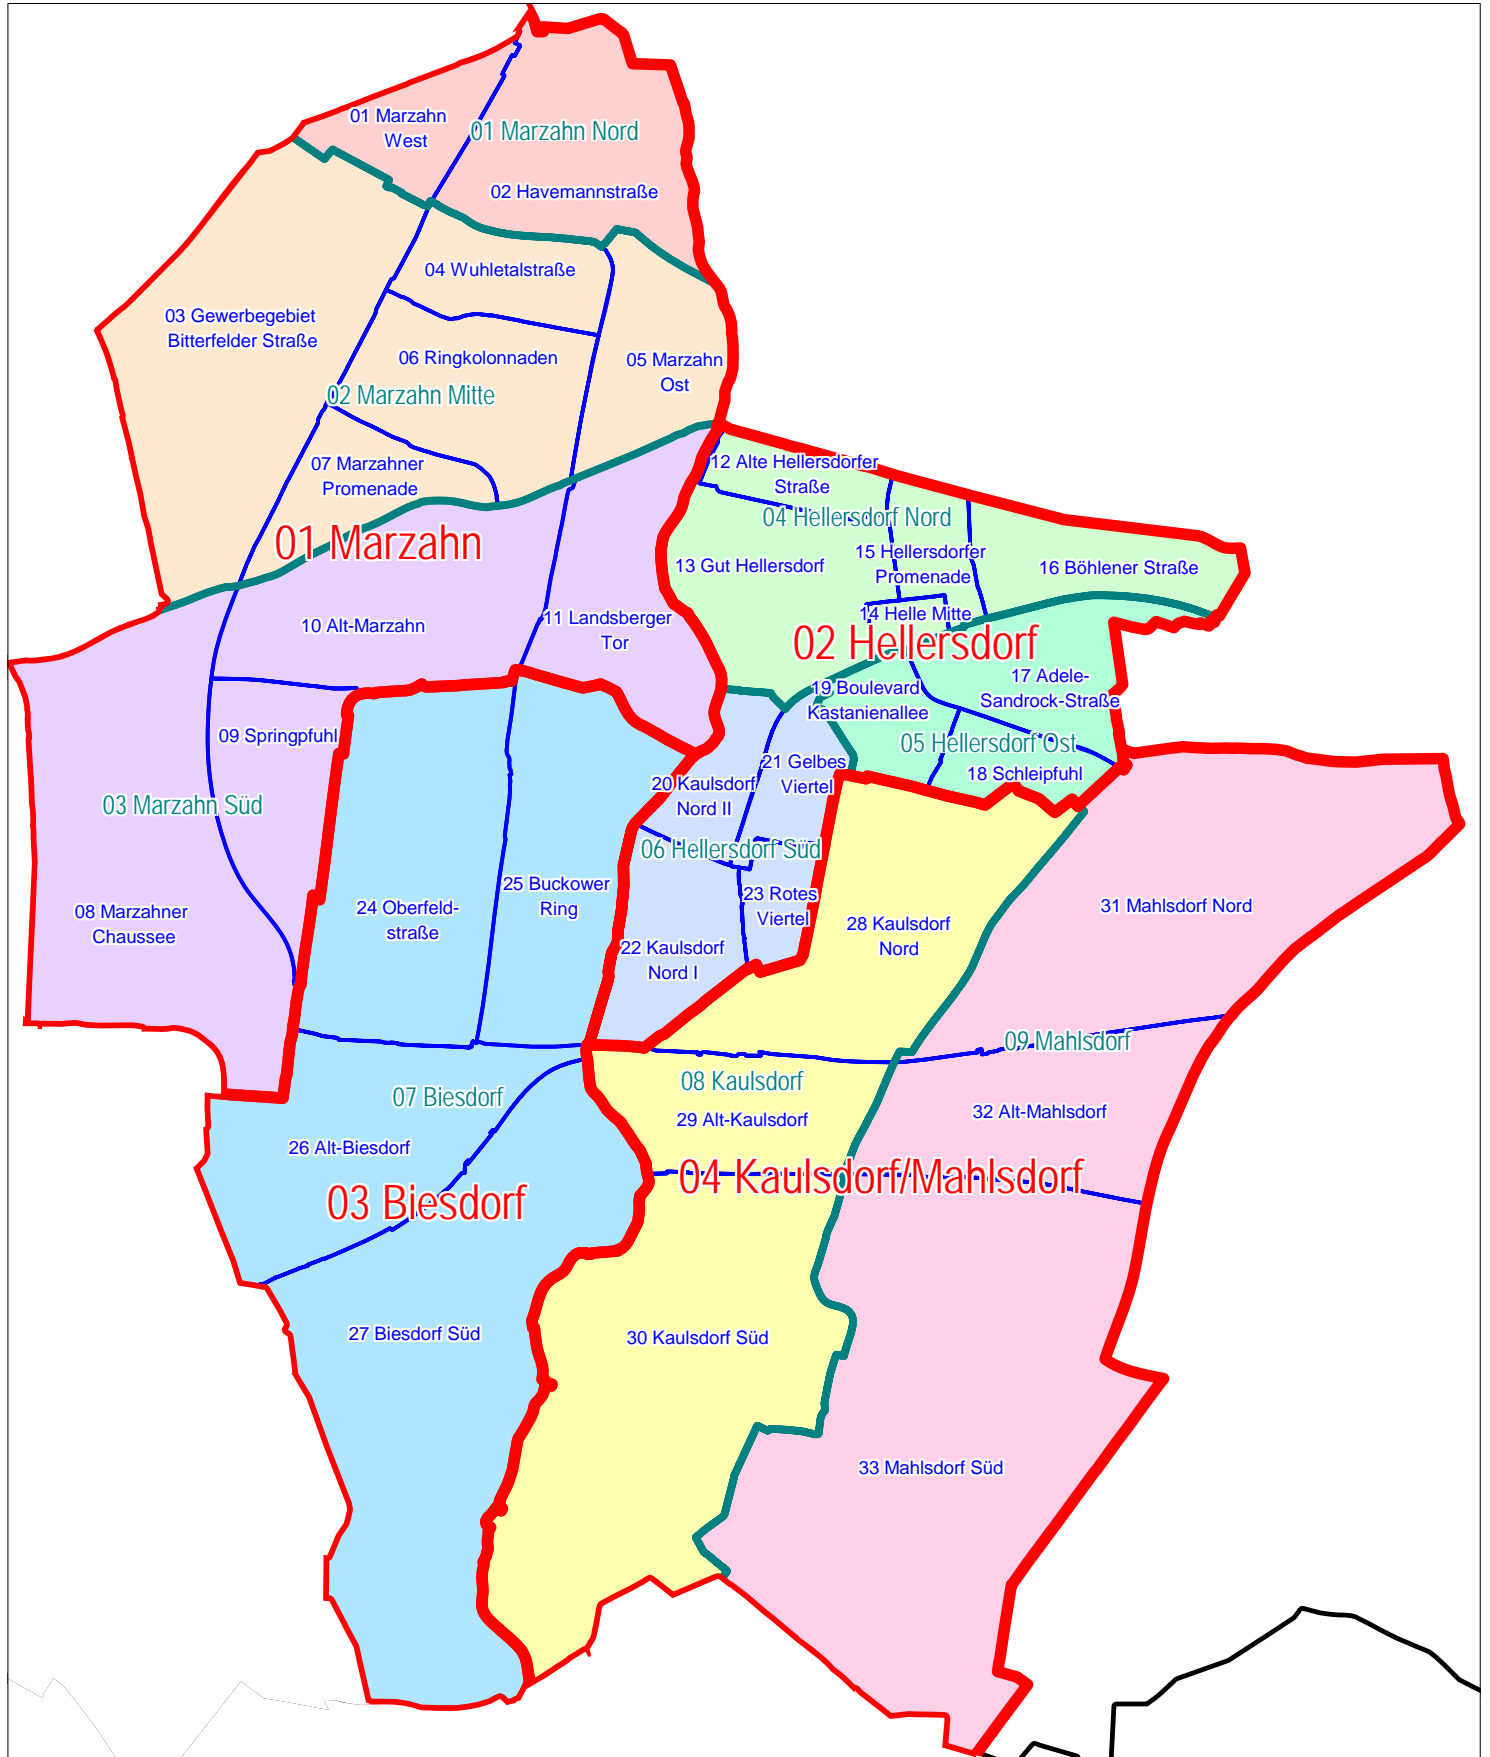 01 Marzahn
West
01 Marzahn Nord
02 Havemannstraße
04 Wuhletalstraße
03 Gewerbegebiet
Bitterfelder Straße
06 Ringkolonnaden
05 Marzahn
Ost
02 Marzahn Mitte
07 Marzahner
Promenade
01 Marzahn
12 Alte Hellersdorfer
Straße
04 Hellersdorf Nord
13 Gut Hellersdorf
15 Hellersdorfer
Promenade
16 Böhlener Straße
14 Helle Mitte
10 Alt-Marzahn
11 Landsberger
Tor
02 Hellersdorf
17 Adele-
Sandrock-Straße
19 Boulevard
Kastanienallee
05 Hellersdorf Ost
18 Schleipfuhl
09 Springpfuhl
21 Gelbes
Viertel
20 Kaulsdorf
Nord II
03 Marzahn Süd
06 Hellersdorf Süd
08 Marzahner
Chaussee
24 Oberfeld-
straße
25 Buckower
Ring
23 Rotes
Viertel
22 Kaulsdorf
Nord I
28 Kaulsdorf
Nord
31 Mahlsdorf Nord
09 Mahlsdorf
08 Kaulsdorf
07 Biesdorf
29 Alt-Kaulsdorf
32 Alt-Mahlsdorf
26 Alt-Biesdorf
03 Biesdorf
04 Kaulsdorf/Mahlsdorf
27 Biesdorf Süd
30 Kaulsdorf Süd
33 Mahlsdorf Süd